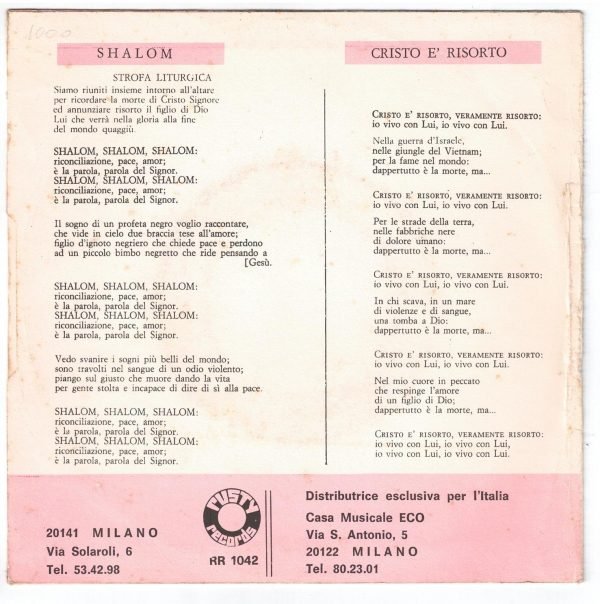 1000
SHALOM
STROFA LITURGICA
Siamo riuniti insieme intorno all'altare
per ricordare la morte di Cristo Signore
ed annunziare risorto il figlio di Dio
Lui che verrà nella gloria alla fine
del mondo quaggiù.
SHALOM, SHALOM, SHALOM:
riconciliazione, pace, amor;
è la parola, parola del Signor.
SHALOM, SHALOM, SHALOM:
riconciliazione, pace, amor;
è la parola, parola del Signor.
Il sogno di un profeta negro voglio raccontare,
che vide in cielo due braccia tese all'amore;
figlio d'ignoto negriero che chiede pace e perdono
ad un piccolo bimbo negretto che ride pensando a
[Gesù.
SHALOM, SHALOM, SHALOM:
riconciliazione, pace, amor;
è la parola, parola del Signor.
SHALOM, SHALOM, SHALOM:
riconciliazione, pace, amor;
è la parola, parola del Signor.
Vedo svanire i sogni più belli del mondo;
sono travolti nel sangue di un odio violento;
piango sul giusto che muore dando la vita
per gente stolta e incapace di dire di sì alla pace.
SHALOM, SHALOM, SHALOM:
riconciliazione, pace, amor;
è la parola, parola del Signor.
SHALOM, SHALOM, SHALOM:
riconciliazione, pace, amor;
è la parola, parola del Signor.
CRISTO E' RISORTO
CRISTO E' RISORTO, VERAMENTE RISORTO:
io vivo con Lui, io vivo con Lui.
Nella guerra d'Israele,
nelle giungle del Vietnam;
per la fame nel mondo:
dappertutto è la morte, ma...
CRISTO E' RISORTO, VERAMENTE RISORTO:
io vivo con Lui, io vivo con Lui.
Per le strade della terra,
nelle fabbriche nere
di dolore umano:
dappertutto è la morte, ma...
CRISTO E' RISORTO, VERAMENTE RISORTO:
io vivo con Lui, io vivo con Lui.
In chi scava, in un mare
di violenze e di sangue,
una tomba a Dio:
dappertutto è la morte, ma...
CRISTO E' RISORTO, VERAMENTE RISORTO:
io vivo con Lui, io vivo con Lui.
Nel mio cuore in peccato
che respinge l'amore
di un figlio di Dio;
dappertutto è la morte, ma...
CRISTO E' RISORTO, VERAMENTE RISORTO:
io vivo con Lui, io vivo con Lui.
io vivo con Lui, io vivo con Lui.
20141 MILANO
Via Solaroli, 6
Tel. 53.42.98
RUSTY
RECORDS
RR 1042
Distributrice esclusiva per l'Italia
Casa Musicale ECO
Via S. Antonio, 5
20122 MILANO
Tel. 80.23.01